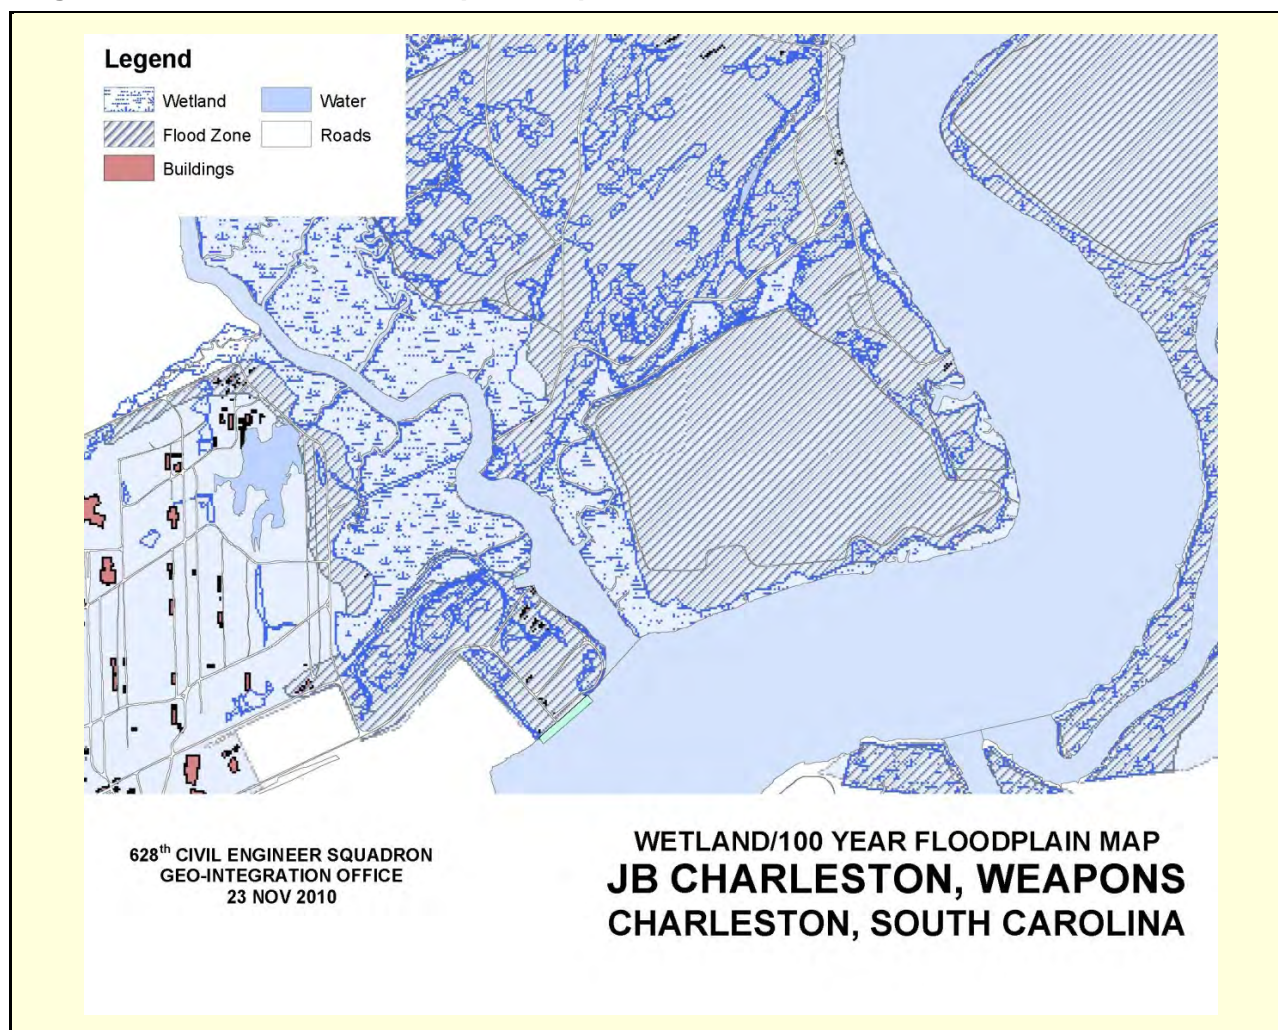 Legend
Wetland
Water
Flood Zone
Roads
Buildings
628th CIVIL ENGINEER SQUADRON
GEO-INTEGRATION OFFICE
23 NOV 2010
WETLAND/100 YEAR FLOODPLAIN MAP
JB CHARLESTON, WEAPONS
CHARLESTON, SOUTH CAROLINA